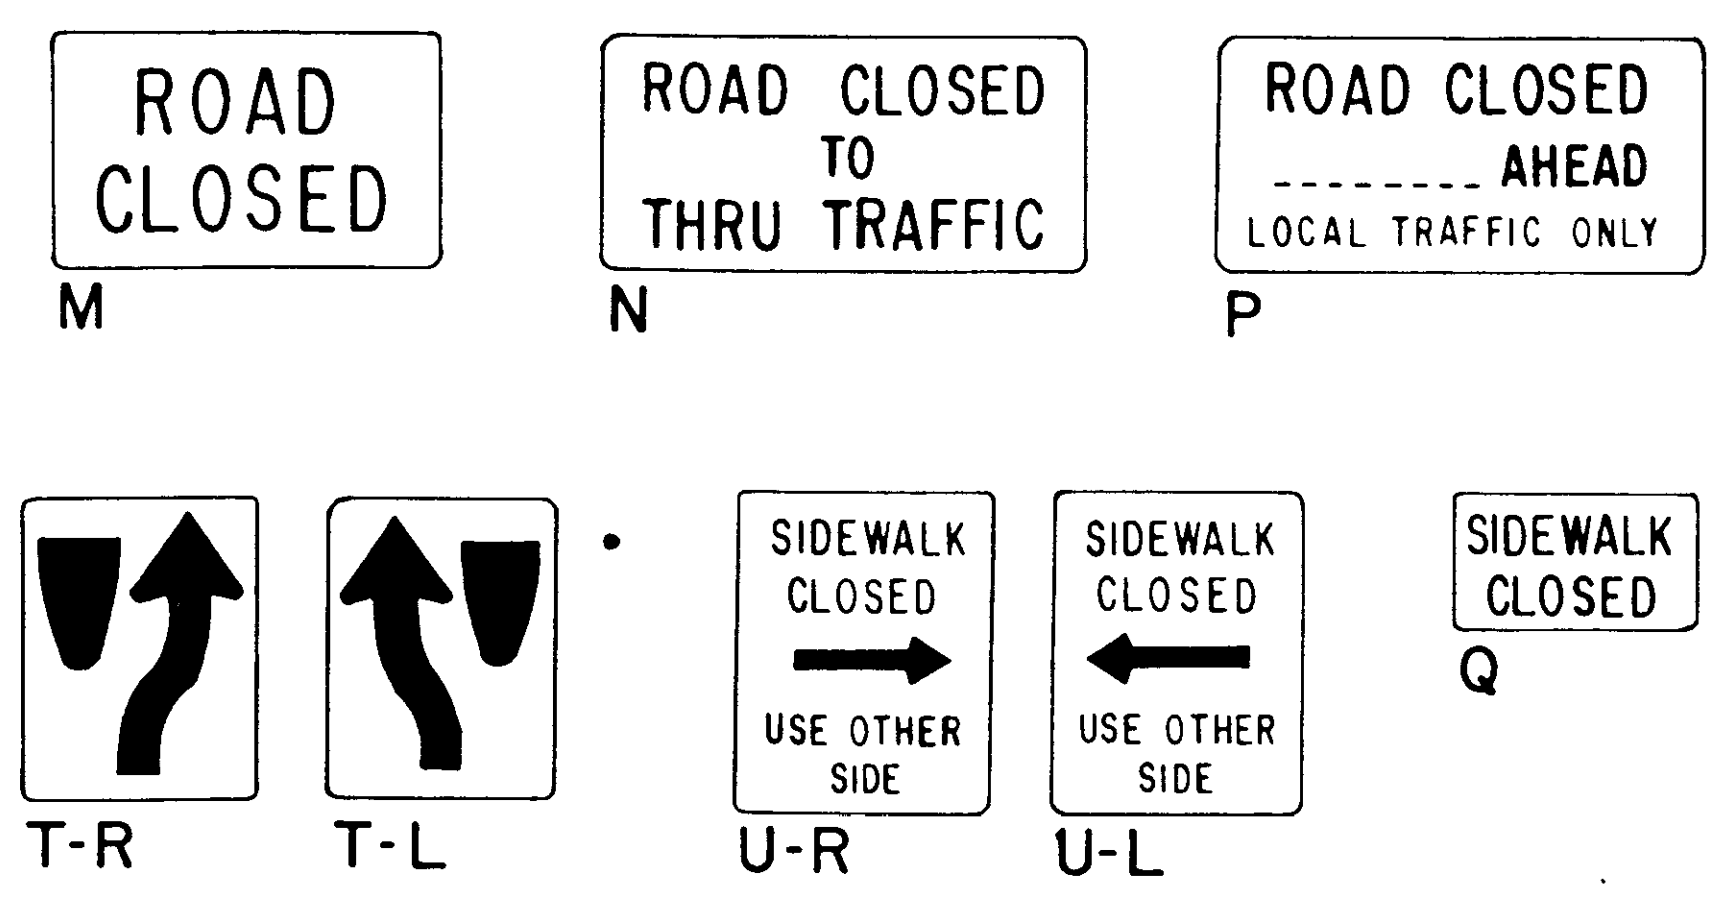 ROAD
CLOSED
M
ROAD CLOSED
TO
THRU TRAFFIC
N
ROAD CLOSED
________ AHEAD
LOCAL TRAFFIC ONLY
P
T-R
T-L
SIDEWALK
CLOSED
USE OTHER
SIDE
U-R
SIDEWALK
CLOSED
USE OTHER
SIDE
U-L
SIDEWALK
CLOSED
Q